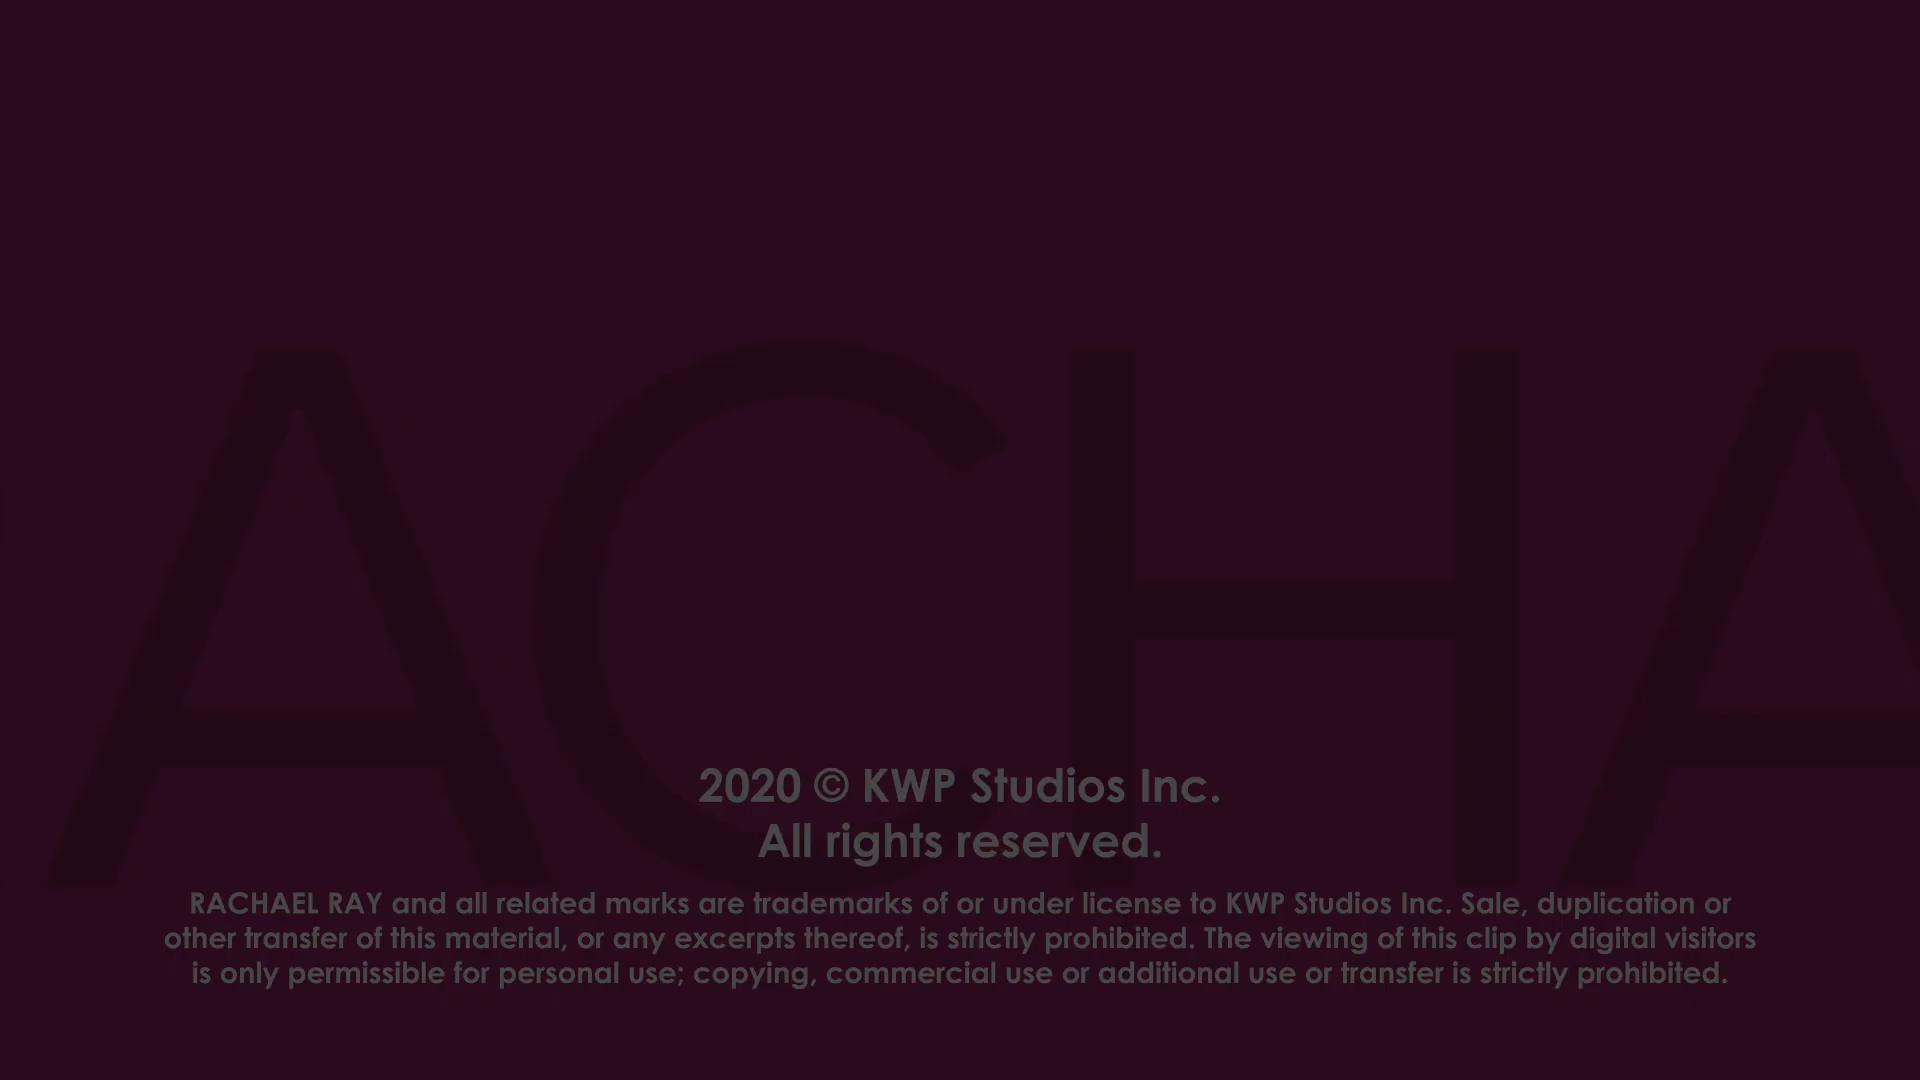 ACHA
2020 © KWP Studios Inc.
All rights reserved.
RACHAEL RAY and all related marks are trademarks of or under license to KWP Studios Inc. Sale, duplication or
other transfer of this material, or any excerpts thereof, is strictly prohibited. The viewing of this clip by digital visitors
is only permissible for personal use; copying, commercial use or additional use or transfer is strictly prohibited.